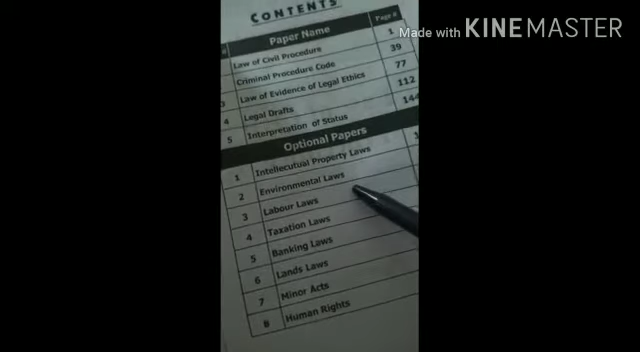 CONTENTS
Made with KINEMASTER
Paper Name Page #
Law of Civil Procedure 1
Criminal Procedure Code 39
3 Law of Evidence of Legal Ethics 77
4 Legal Drafts 112
5 Interpretation of Status 144
Optional Papers
1 Intellecutual Property Laws
2 Environmental Laws
3 Labour Laws
4 Taxation Laws
5 Banking Laws
6 Lands Laws
7 Minor Acts
8 Human Rights